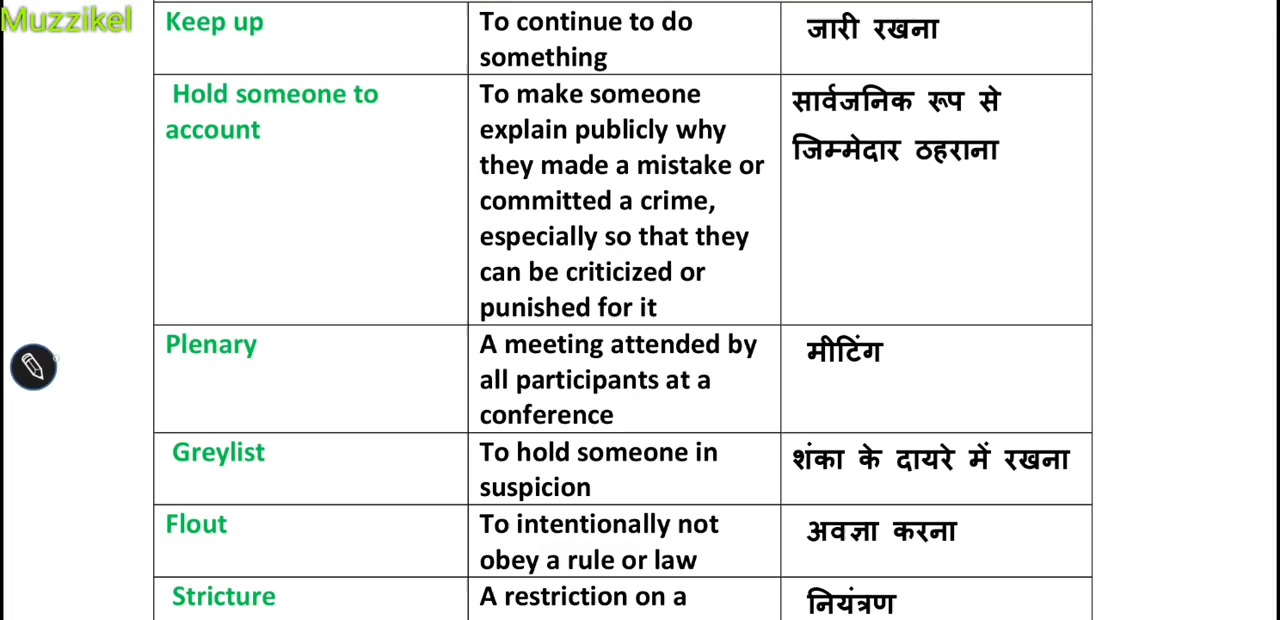 Muzzikel
Keep up
To continue to do
something
जारी रखना
Hold someone to
account
To make someone
explain publicly why
they made a mistake or
committed a crime,
especially so that they
can be criticized or
punished for it
सार्वजनिक रूप से
जिम्मेदार ठहराना
Plenary
A meeting attended by
all participants at a
conference
मीटिंग
Greylist
To hold someone in
suspicion
शंका के दायरे में रखना
Flout
To intentionally not
obey a rule or law
अवज्ञा करना
Stricture
A restriction on a
नियंत्रण